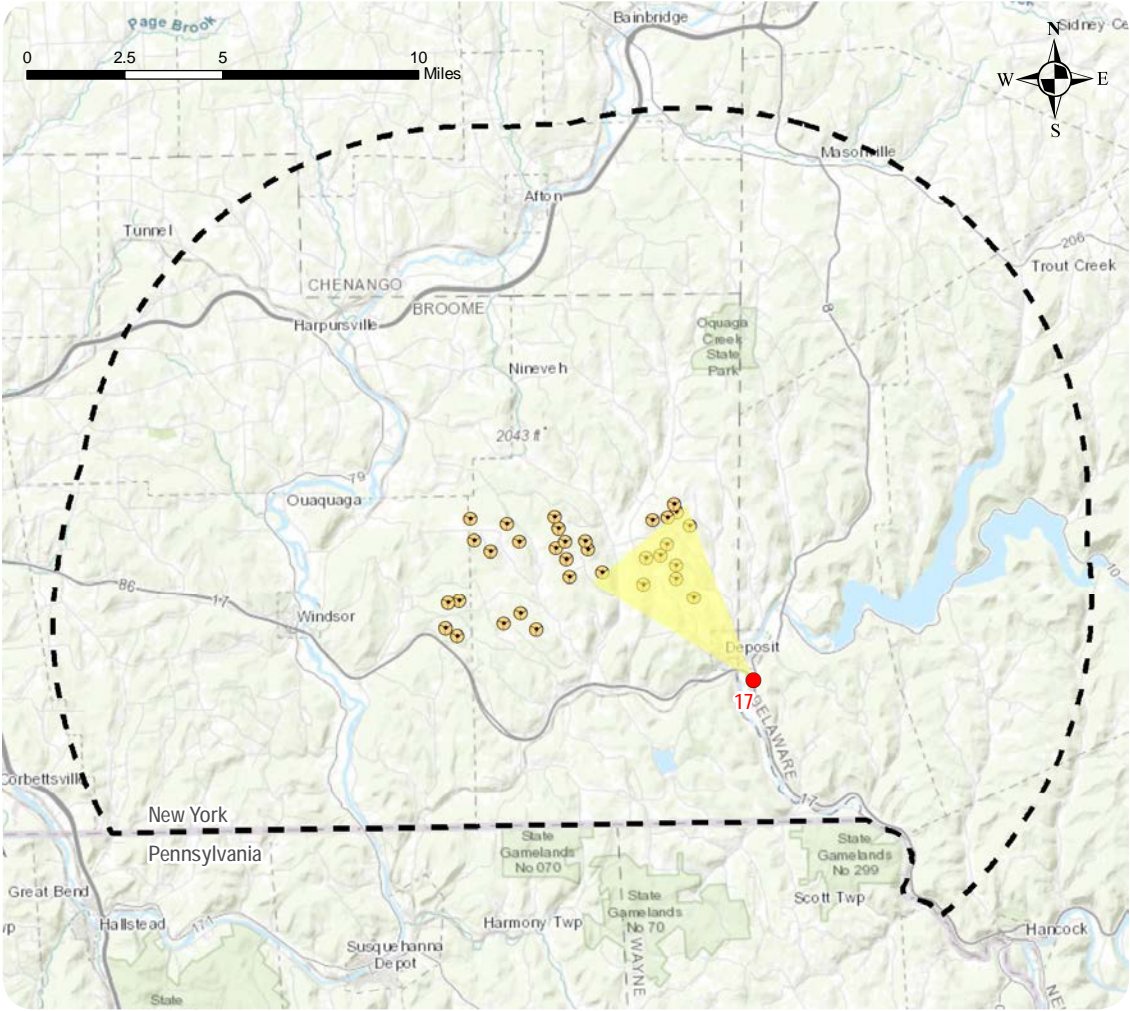 Page Brook
Bainbridge
Sidney Ce
N
0 2.5 5 10
Miles
W E
S
Masonville
Afton
Tunnel
206
Trout Creek
CHENANGO
BROOME
8
Harpursville
Oquaga
Creek
State
Park
Nineveh
2043 ft
79
Ouaquaga
10
86
17
Windsor
Deposit
17
DELAWARE
Corbettsvill
17
New York
Pennsylvania
State
Gamelands
No 070
State
Gamelands
No 299
Great Bend
State
Gamelands
No 70
Scott Twp
wp
Hallstead
171
Harmony Twp
Hancock
Susquehanna
Depot
WAYNE
State